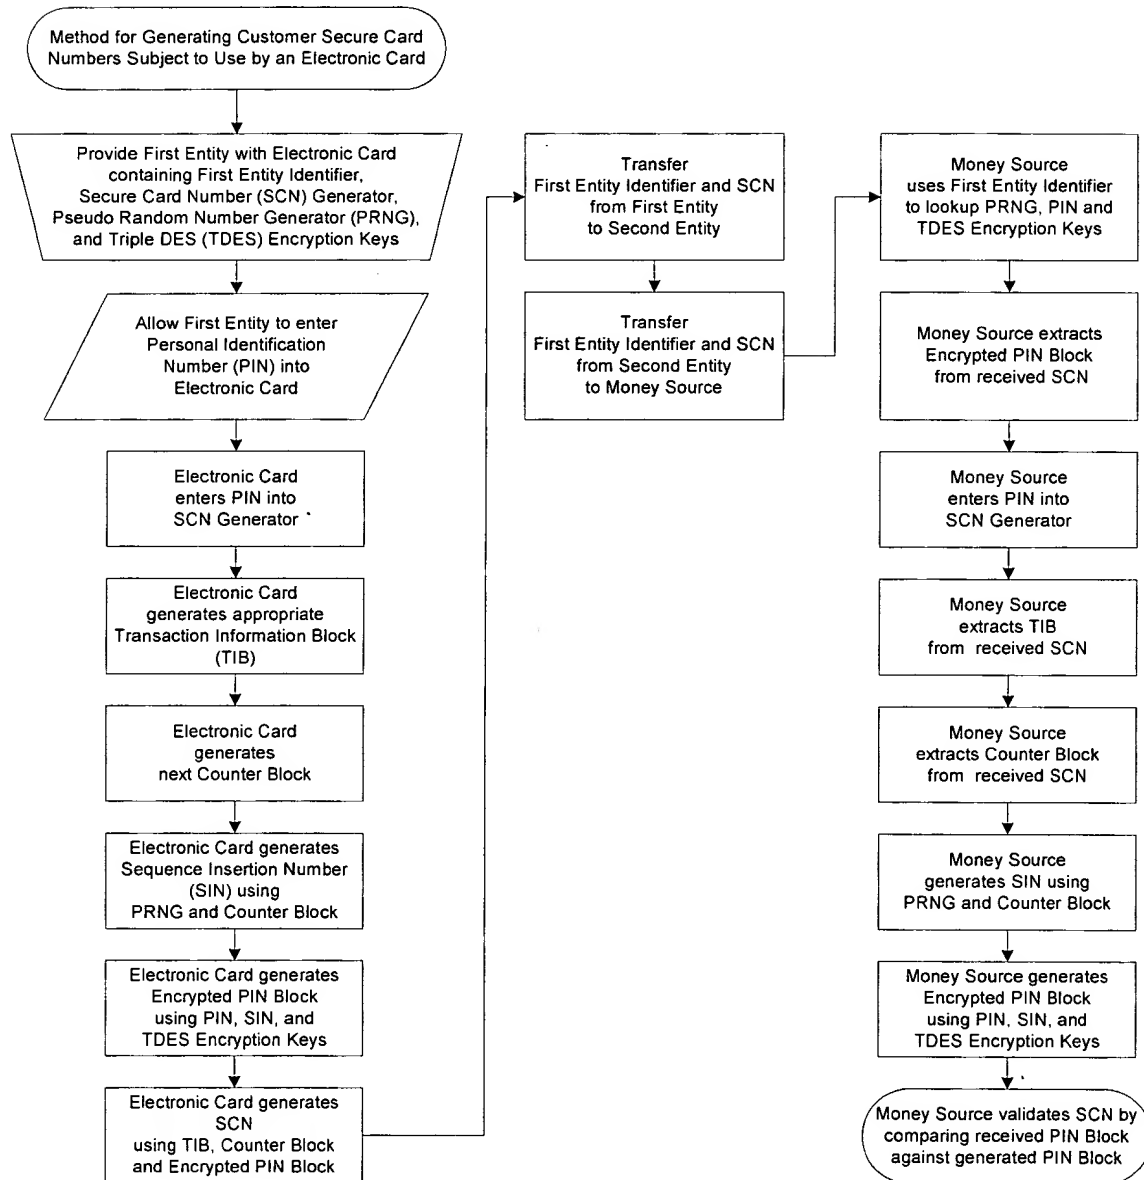 Method for Generating Customer Secure Card
Numbers Subject to Use by an Electronic Card
Provide First Entity with Electronic Card
containing First Entity Identifier,
Secure Card Number (SCN) Generator,
Pseudo Random Number Generator (PRNG),
and Triple DES (TDES) Encryption Keys
Allow First Entity to enter
Personal Identification
Number (PIN) into
Electronic Card
Electronic Card
enters PIN into
SCN Generator
Electronic Card
generates appropriate
Transaction Information Block
(TIB)
Electronic Card
generates
next Counter Block
Electronic Card generates
Sequence Insertion Number
(SIN) using
PRNG and Counter Block
Electronic Card generates
Encrypted PIN Block
using PIN, SIN, and
TDES Encryption Keys
Electronic Card generates
SCN
using TIB, Counter Block
and Encrypted PIN Block
Transfer
First Entity Identifier and SCN
from First Entity
to Second Entity
Transfer
First Entity Identifier and SCN
from Second Entity
to Money Source
Money Source
uses First Entity Identifier
to lookup PRNG, PIN and
TDES Encryption Keys
Money Source extracts
Encrypted PIN Block
from received SCN
Money Source
enters PIN into
SCN Generator
Money Source
extracts TIB
from received SCN
Money Source
extracts Counter Block
from received SCN
Money Source
generates SIN using
PRNG and Counter Block
Money Source generates
Encrypted PIN Block
using PIN, SIN, and
TDES Encryption Keys
Money Source validates SCN by
comparing received PIN Block
against generated PIN Block